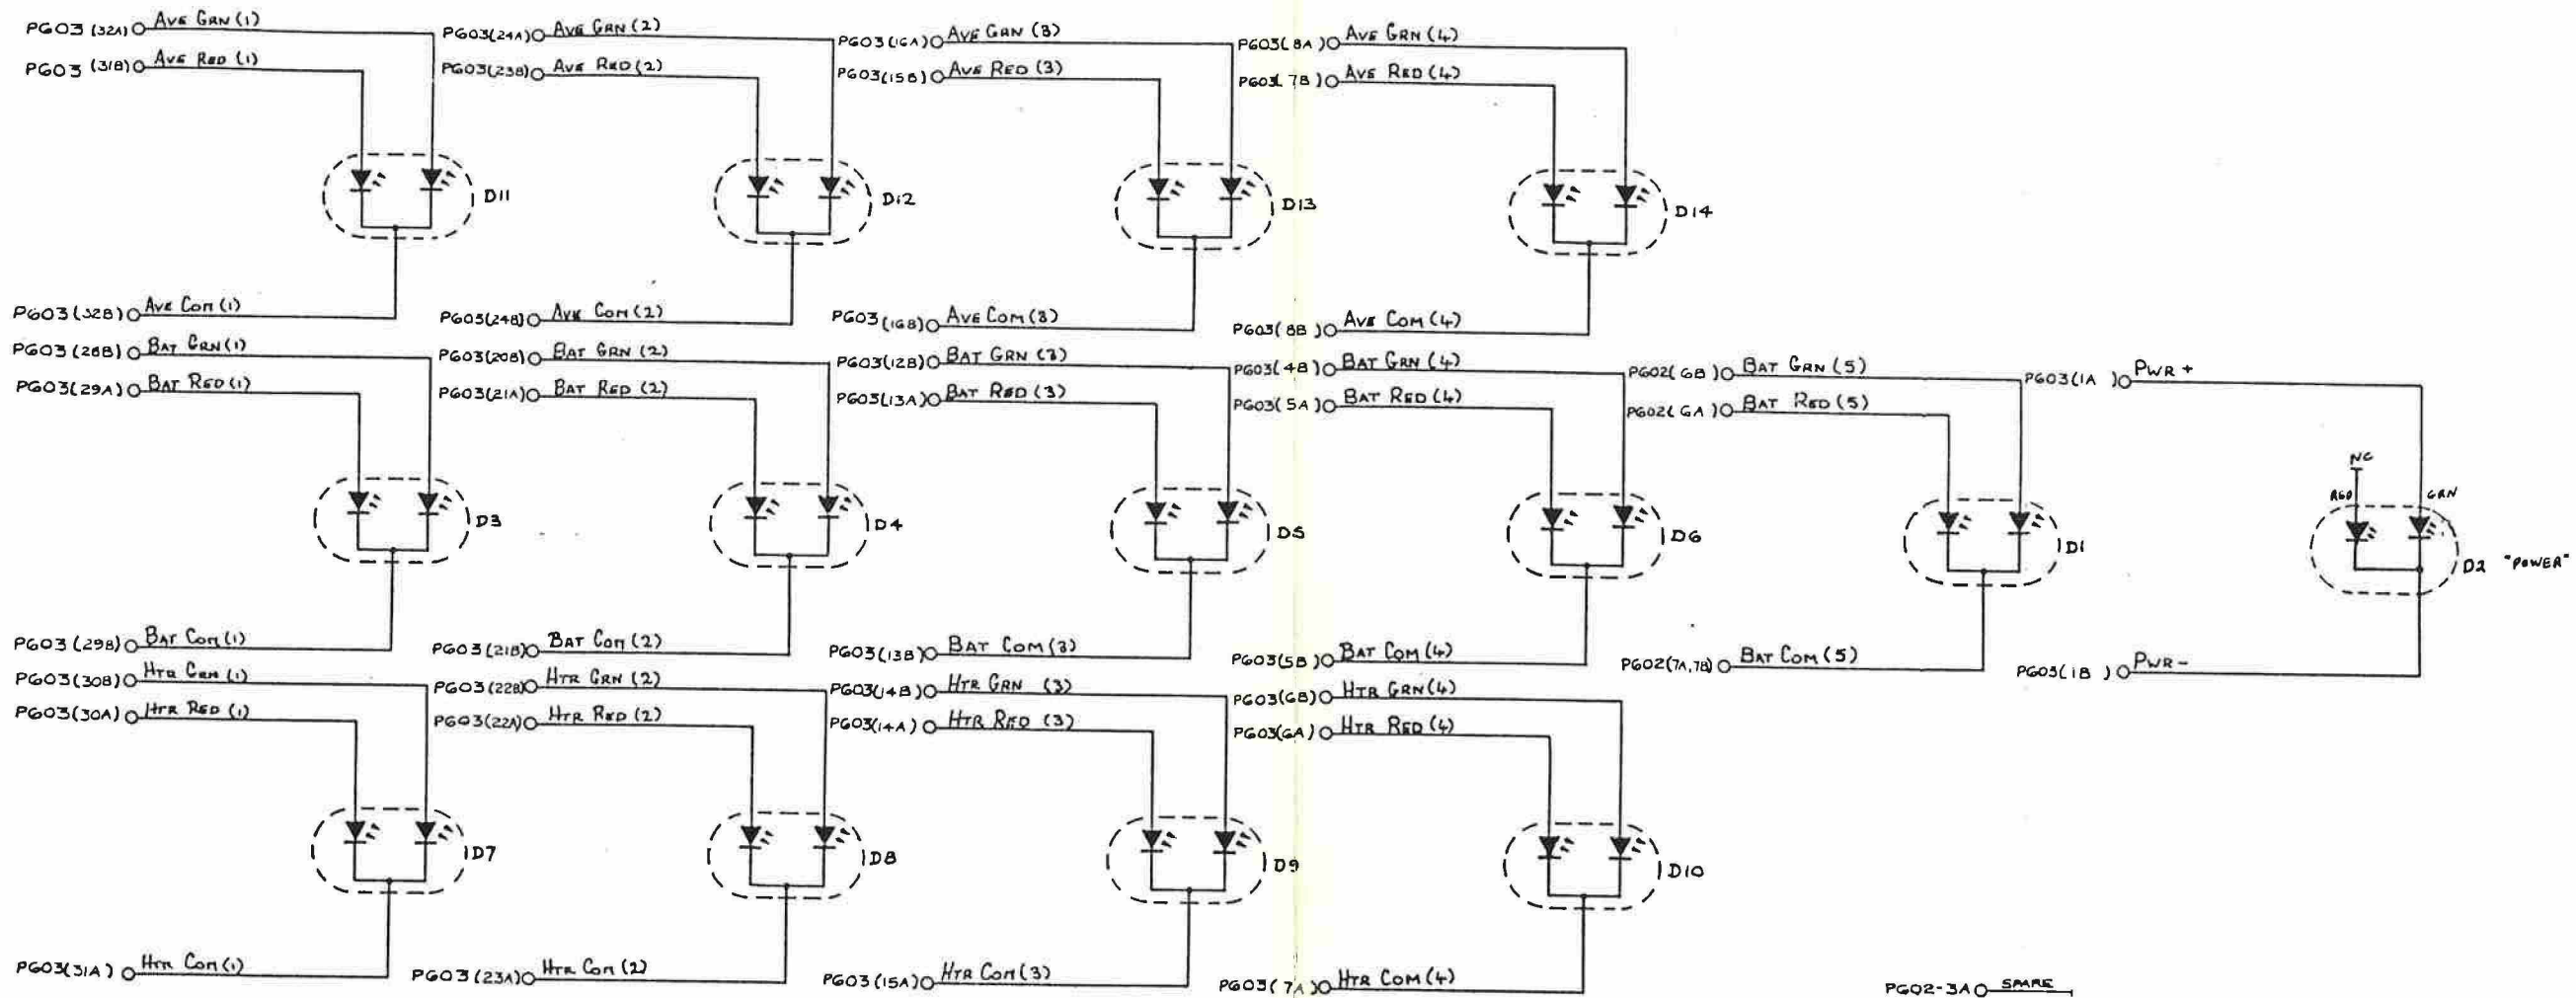 PG03 (32A) AVE GRN (1)
PG03 (31B) AVE RED (1)
D11
PG03 (32B) AVE COM (1)
PG03(24A) AVE GRN (2)
PG03(23B) AVE RED (2)
D12
PG03(24B) AVE COM (2)
PG03(16A) AVE GRN (3)
PG03(15B) AVE RED (3)
D13
PG03(16B) AVE COM (3)
PG03(8A) AVE GRN (4)
PG03(7B) AVE RED (4)
D14
PG03(8B) AVE COM (4)
PG03(28B) BAT GRN (1)
PG03(29A) BAT RED (1)
D3
PG03 (29B) BAT COM (1)
PG03(20B) BAT GRN (2)
PG03(21A) BAT RED (2)
D4
PG03(21B) BAT COM (2)
PG03(12B) BAT GRN (3)
PG03(13A) BAT RED (3)
D5
PG03(13B) BAT COM (3)
PG03(4B) BAT GRN (4)
PG03(5A) BAT RED (4)
D6
PG03(5B) BAT COM (4)
PG02(6B) BAT GRN (5)
PG02(6A) BAT RED (5)
D1
PG02(7A,7B) BAT COM (5)
PG03(1A) PWR +
NC
RED GRN
D2 "POWER"
PG03(1B) PWR -
PG03(30B) HTR GRN (1)
PG03(30A) HTR RED (1)
D7
PG03(31A) HTR COM (1)
PG03(22B) HTR GRN (2)
PG03(22A) HTR RED (2)
D8
PG03(23A) HTR COM (2)
PG03(14B) HTR GRN (3)
PG03(14A) HTR RED (3)
D9
PG03(15A) HTR COM (3)
PG03(6B) HTR GRN (4)
PG03(6A) HTR RED (4)
D10
PG03(7A) HTR COM (4)
PG02-3A SPARE